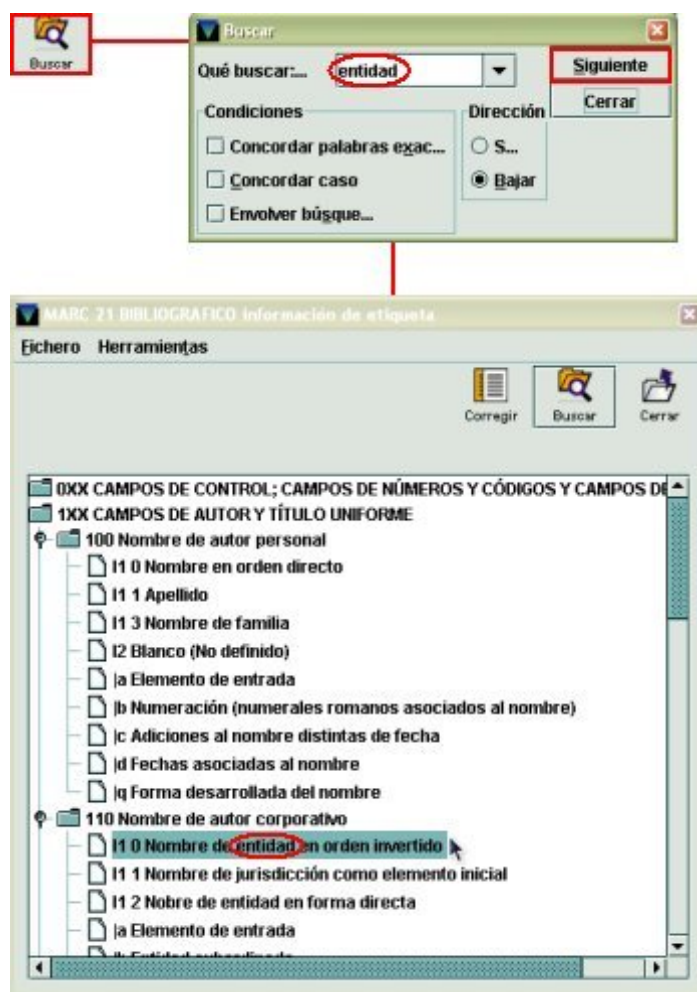 Buscar
Buscar
Qué buscar:....
entidad
Siguiente
Cerrar
Condiciones
Dirección
Concordar palabras exac...
S...
Concordar caso
Bajar
Envolver búsque...
MARC 21 BIBLIOGRAFICO Información de etiqueta
Fichero Herramientas
Corregir Buscar Cerrar
0XX CAMPOS DE CONTROL; CAMPOS DE NÚMEROS Y CÓDIGOS Y CAMPOS DE
1XX CAMPOS DE AUTOR Y TÍTULO UNIFORME
100 Nombre de autor personal
I1 0 Nombre en orden directo
I1 1 Apellido
I1 3 Nombre de familia
I2 Blanco (No definido)
|a Elemento de entrada
|b Numeración (numerales romanos asociados al nombre)
|c Adiciones al nombre distintas de fecha
|d Fechas asociadas al nombre
|q Forma desarrollada del nombre
110 Nombre de autor corporativo
I1 0 Nombre de entidad en orden invertido
I1 1 Nombre de jurisdicción como elemento inicial
I1 2 Nobre de entidad en forma directa
|a Elemento de entrada
|b Entidad subordinada